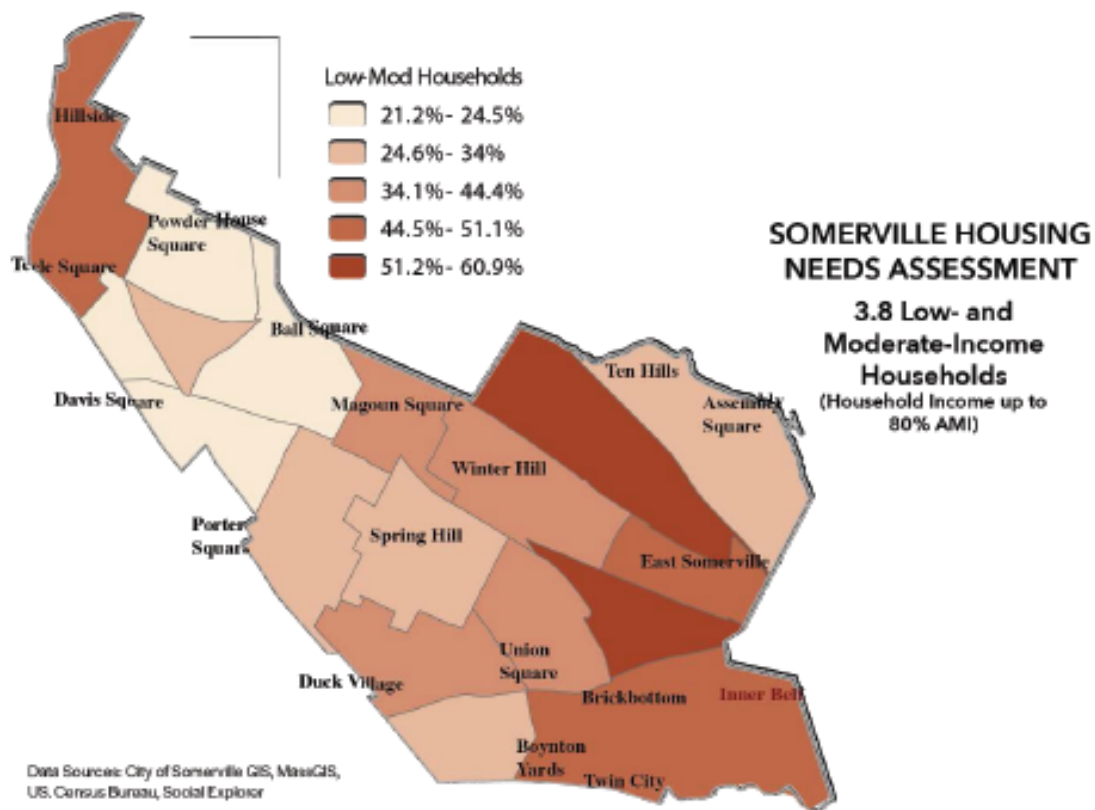 Low-Mod Households
21.2%- 24.5%
24.6%- 34%
34.1%- 44.4%
44.5%- 51.1%
51.2%- 60.9%
SOMERVILLE HOUSING
NEEDS ASSESSMENT
3.8 Low- and
Moderate-Income
Households
(Household Income up to
80% AMI)
Hillside
Powder House
Square
Teele Square
Ball Square
Davis Square
Magoun Square
Ten Hills
Assembly
Square
Winter Hill
Porter
Square
Spring Hill
East Somerville
Union
Square
Duck Village
Brickbottom
Inner Belt
Boynton
Yards
Twin City
Data Sources: City of Somerville GIS, MassGIS,
US. Census Bureau, Social Explorer